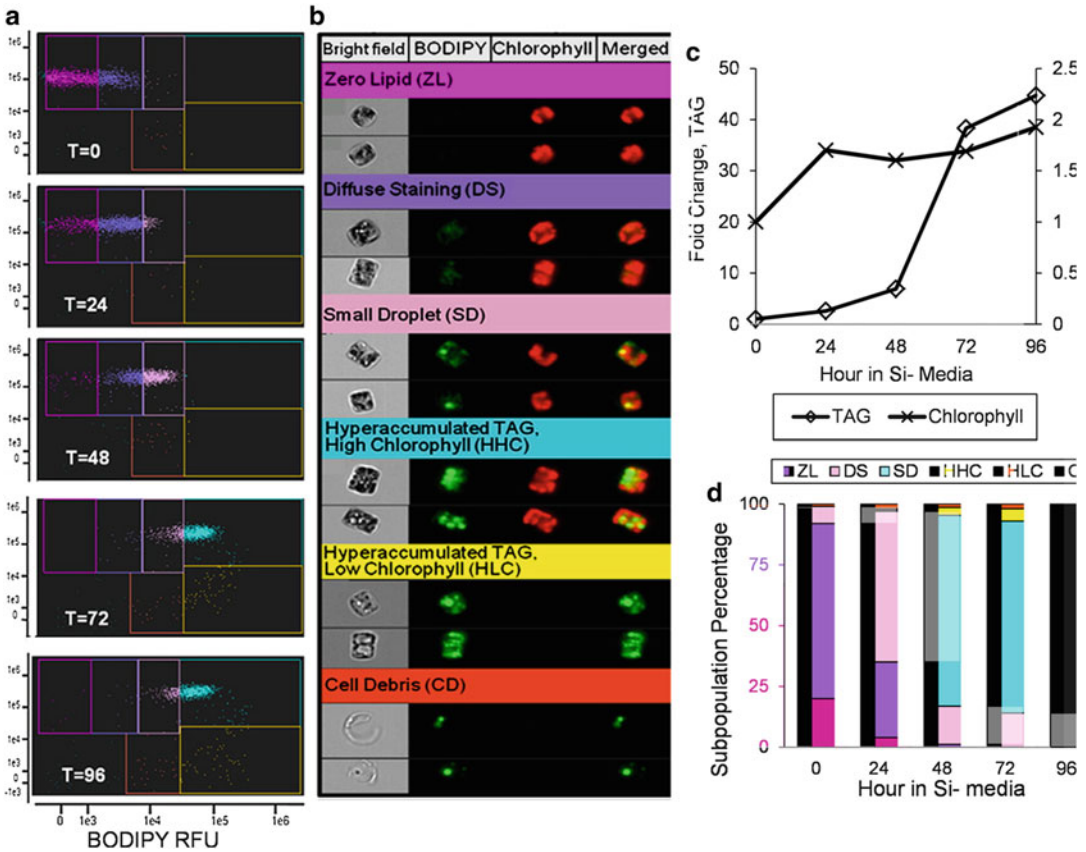 a
1e6
1e5
1e4
1e3
0
T=0
1e6
1e5
1e4
1e3
0
T=24
1e6
1e5
1e4
1e3
0
T=48
1e6
1e5
1e4
1e3
0
T=72
1e6
1e5
1e4
1e3
0
-1e3
T=96
0 1e3 1e4 1e5 1e6
BODIPY RFU
b
Bright field BODIPY Chlorophyll Merged
Zero Lipid (ZL)
Diffuse Staining (DS)
Small Droplet (SD)
Hyperaccumulated TAG,
High Chlorophyll (HHC)
Hyperaccumulated TAG,
Low Chlorophyll (HLC)
Cell Debris (CD)
c
50 2.5
40 2
30 1.5
20 1
10 0.5
0 0
Fold Change, TAG
0 24 48 72 96
Hour in Si- Media
TAG Chlorophyll
d
ZL DS SD HHC HLC
100
75
50
25
0
Subpopulation Percentage
0 24 48 72 96
Hour in Si- media